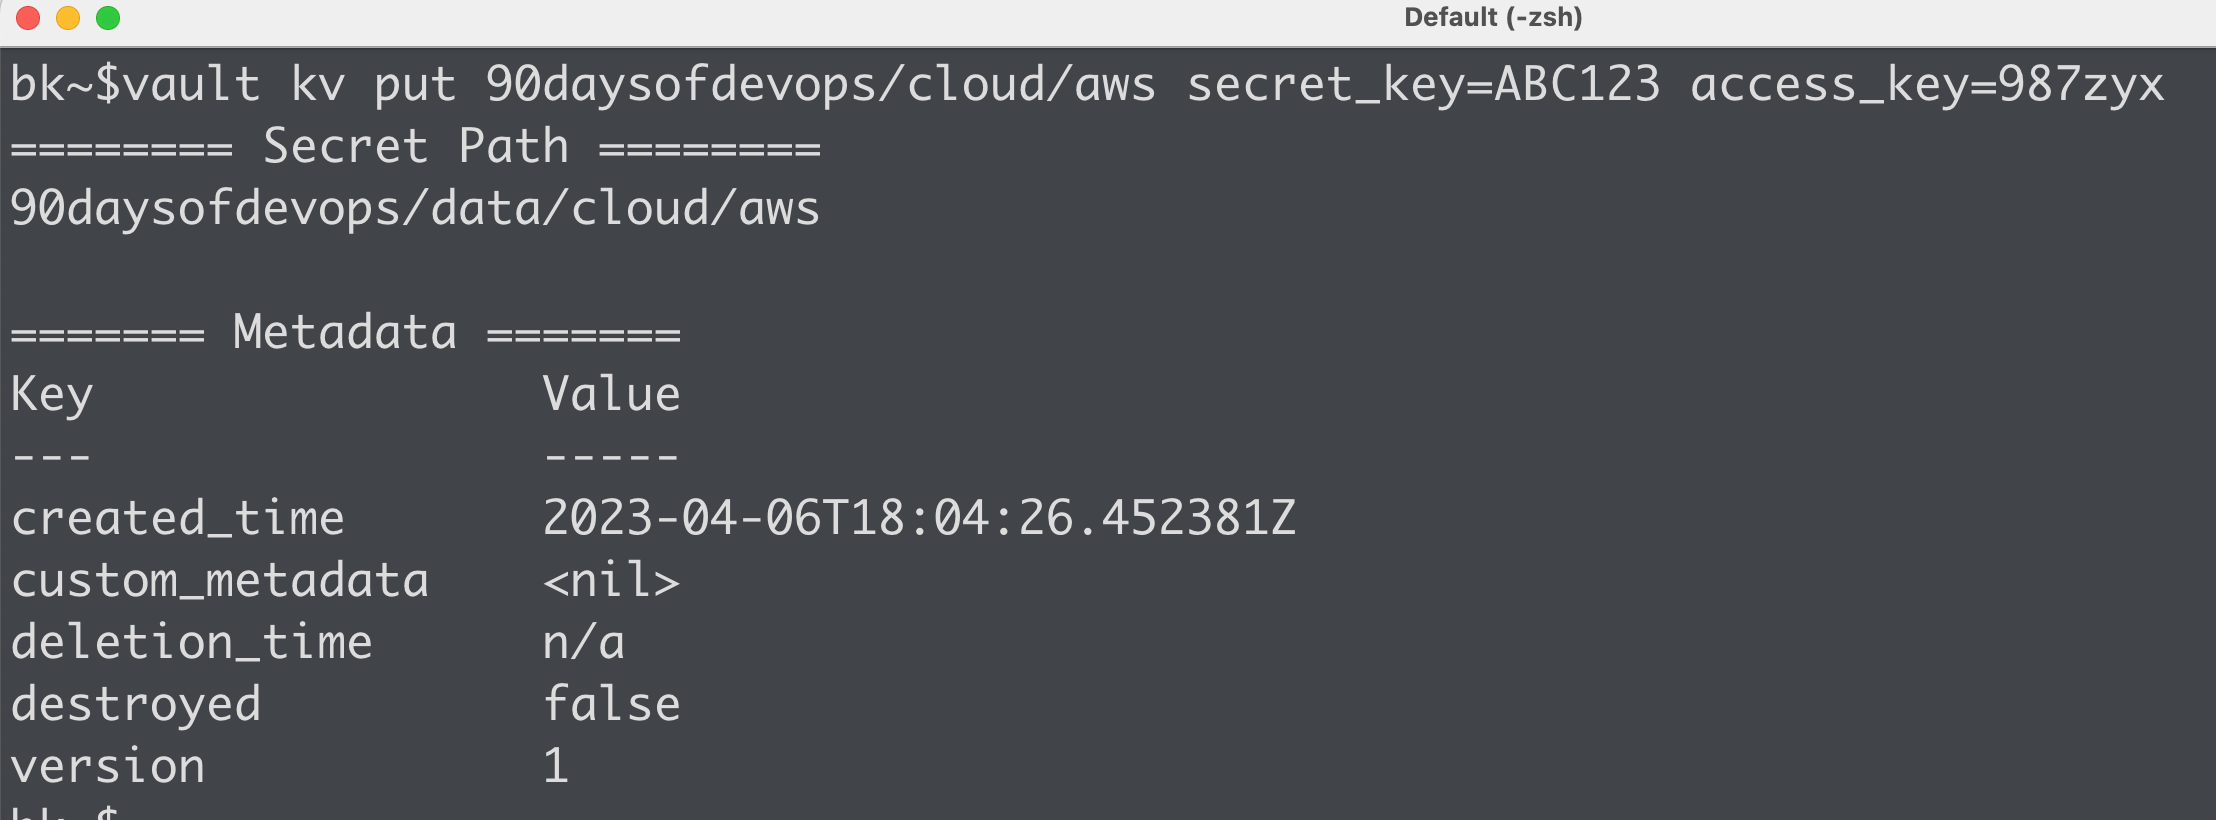 Default (-zsh)
bk~$vault kv put 90daysofdevops/cloud/aws secret_key=ABC123 access_key=987zyx
======== Secret Path ========
90daysofdevops/data/cloud/aws
======= Metadata =======
Key                Value
---                -----
created_time       2023-04-06T18:04:26.452381Z
custom_metadata    <nil>
deletion_time      n/a
destroyed          false
version            1
bk~$